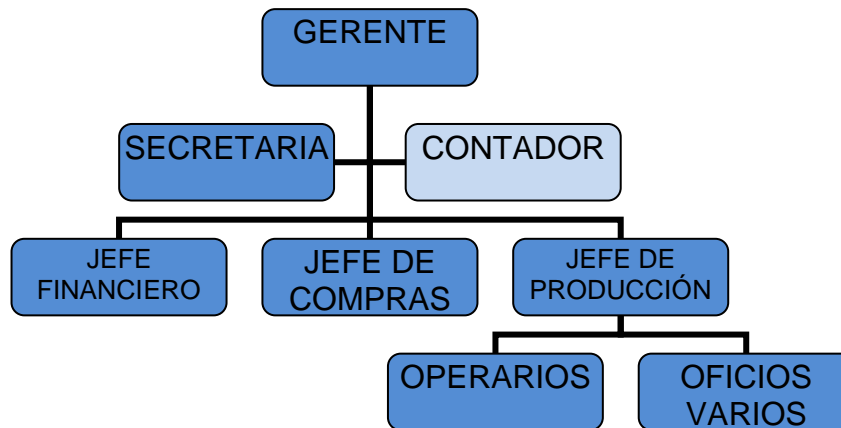 GERENTE
SECRETARIA
CONTADOR
JEFE
FINANCIERO
JEFE DE
COMPRAS
JEFE DE
PRODUCCIÓN
OPERARIOS
OFICIOS
VARIOS